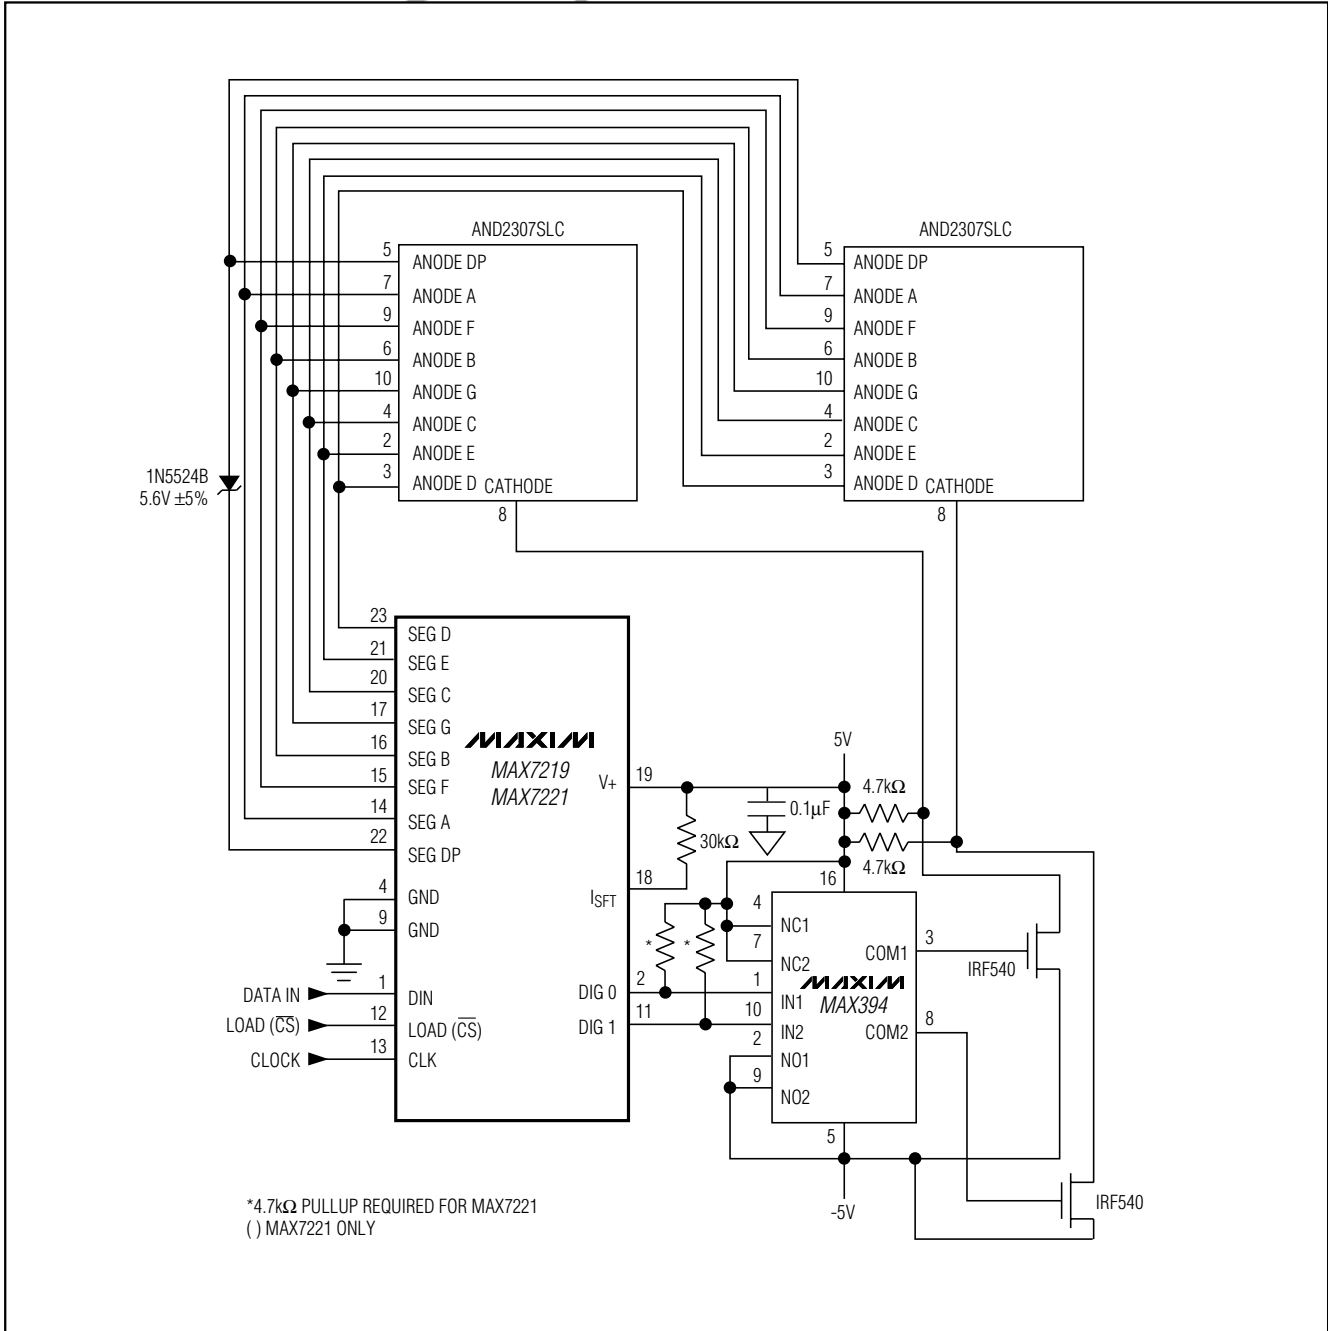 AND2307SLC
5 ANODE DP
7 ANODE A
9 ANODE F
6 ANODE B
10 ANODE G
4 ANODE C
2 ANODE E
3 ANODE D CATHODE
8
AND2307SLC
5 ANODE DP
7 ANODE A
9 ANODE F
6 ANODE B
10 ANODE G
4 ANODE C
2 ANODE E
3 ANODE D CATHODE
8
1N5524B
5.6V ±5%
23 SEG D
21 SEG E
20 SEG C
17 SEG G
16 SEG B
15 SEG F
14 SEG A
22 SEG DP
4 GND
9 GND
DATA IN 1 DIN
LOAD (C̅S̅) 12 LOAD (C̅S̅)
CLOCK 13 CLK
MAXIM
MAX7219
MAX7221
V+ 19
ISFT 18
DIG 0 2
DIG 1 11
30kΩ
0.1µF
5V
4.7kΩ
4.7kΩ
16
* *
4 NC1
7 NC2
1 IN1
10 IN2
2 NO1
9 NO2
MAXIM
MAX394
COM1 3
COM2 8
5
-5V
IRF540
IRF540
*4.7kΩ PULLUP REQUIRED FOR MAX7221
( ) MAX7221 ONLY